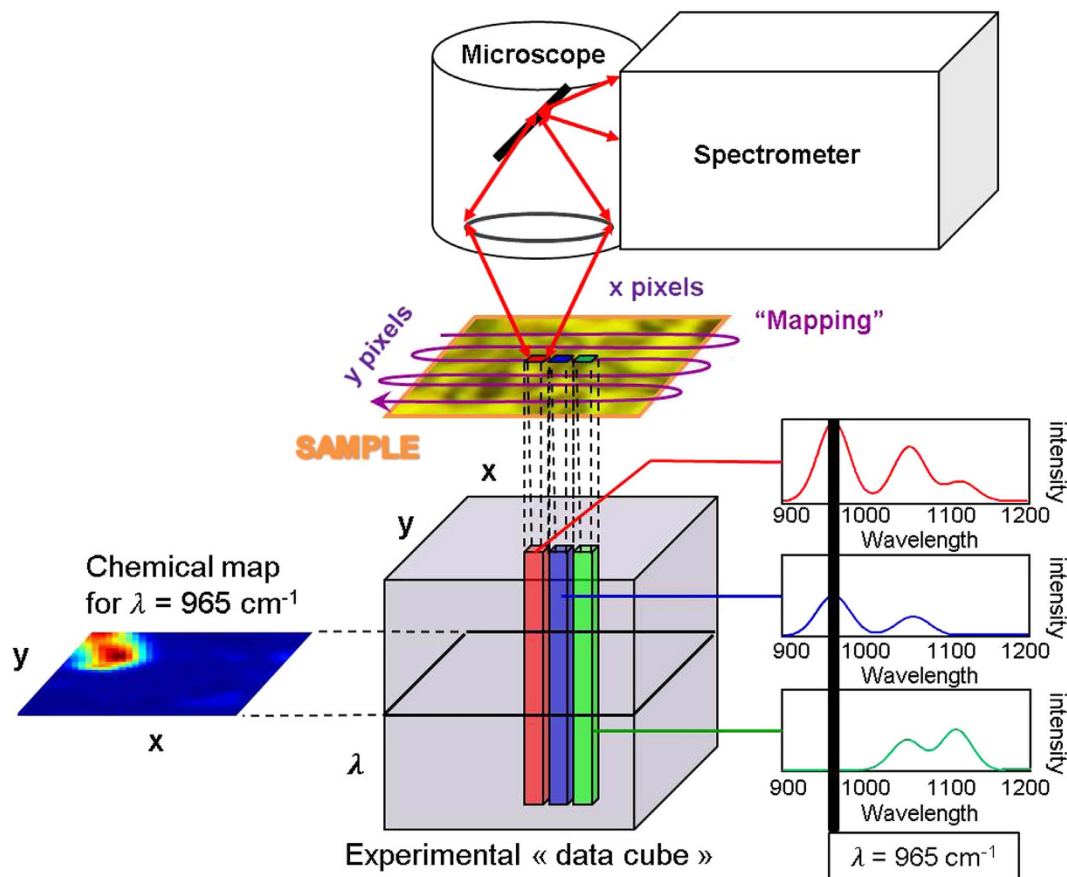 Microscope
Spectrometer
x pixels
"Mapping"
y pixels
SAMPLE
x
y
intensity
900 1000 1100 1200
Wavelength
Chemical map
for λ = 965 cm⁻¹
y
x
intensity
900 1000 1100 1200
Wavelength
λ
intensity
900 1000 1100 1200
Wavelength
Experimental « data cube »
λ = 965 cm⁻¹